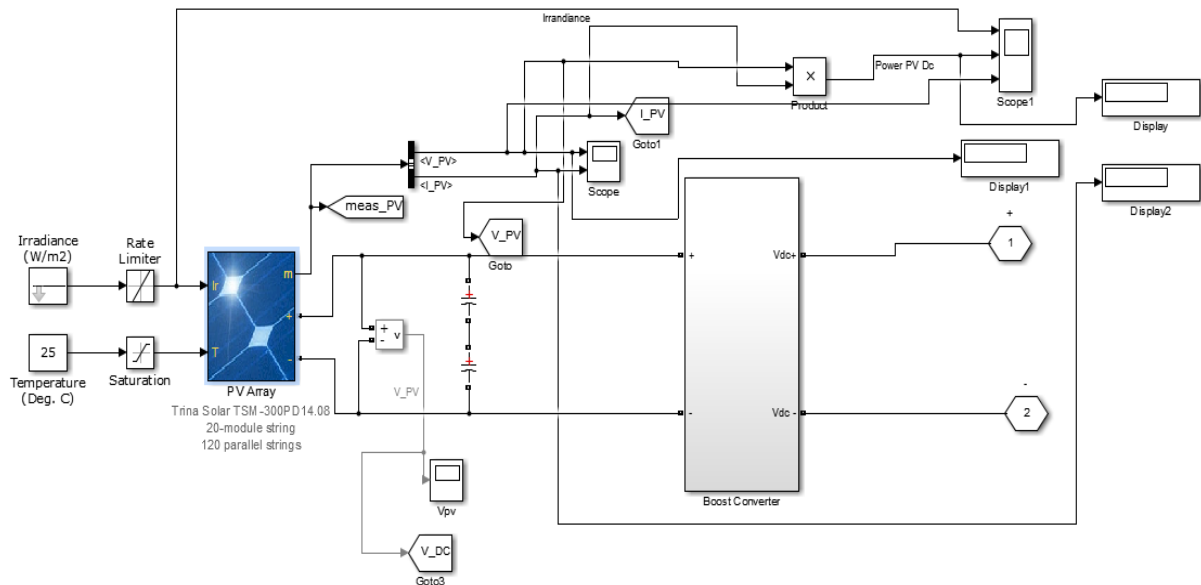 Irrandiance
Power PV Dc
X
Product
Scope1
Display
I_PV
Goto1
<V_PV>
<I_PV>
Scope
Display1
Display2
meas_PV
V_PV
Goto
+
1
Irradiance
(W/m2)
Rate
Limiter
Ir
m
+
T
-
25
Temperature
(Deg. C)
Saturation
PV Array
Trina Solar TSM-300PD14.08
20-module string
120 parallel strings
+
-
v
V_PV
+
+
+
Vdc+
-
Vdc -
Boost Converter
-
2
Vpv
V_DC
Goto3